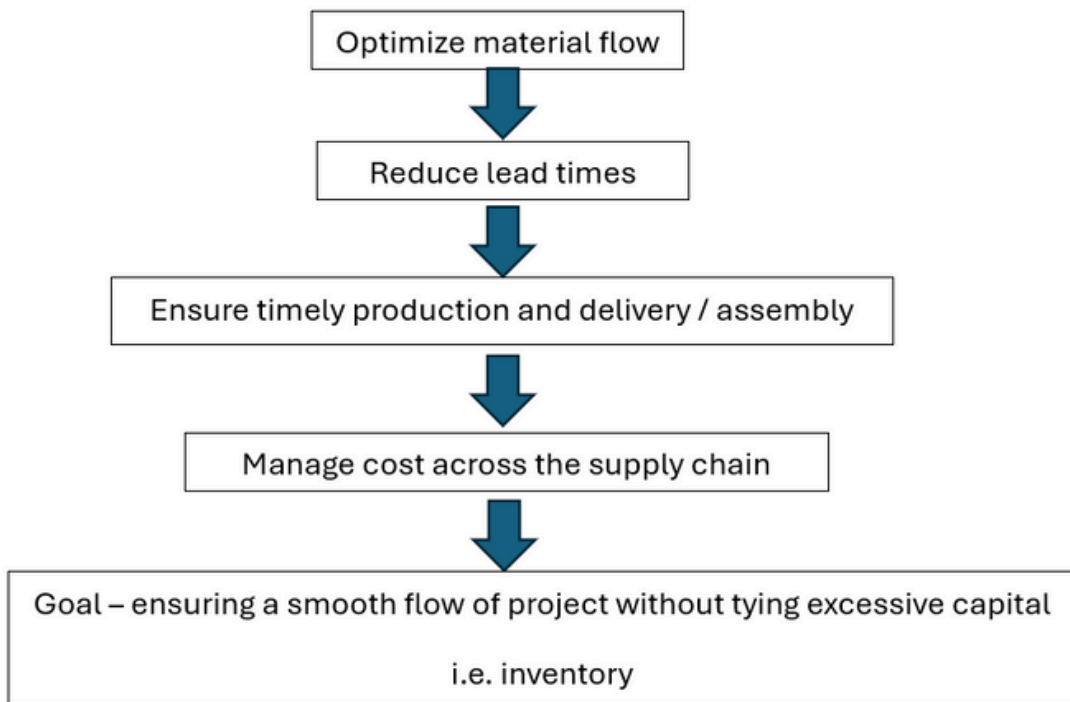 Optimize material flow
Reduce lead times
Ensure timely production and delivery / assembly
Manage cost across the supply chain
Goal – ensuring a smooth flow of project without tying excessive capital
i.e. inventory